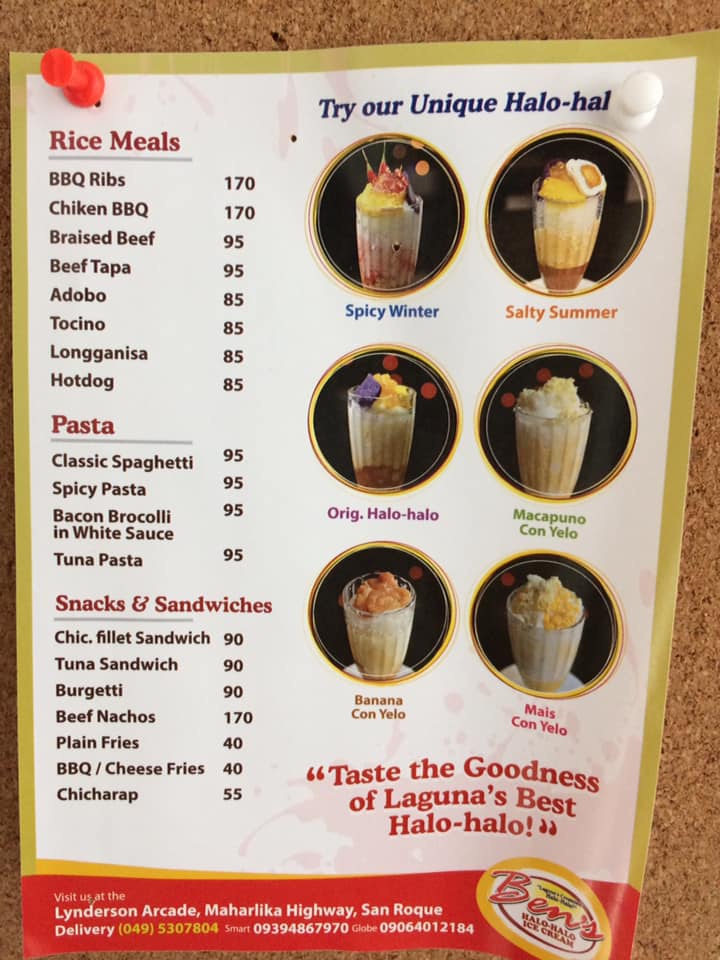 Try our Unique Halo-hal
Rice Meals
BBQ Ribs 170
Chiken BBQ 170
Braised Beef 95
Beef Tapa 95
Adobo 85
Tocino 85
Longganisa 85
Hotdog 85
Pasta
Classic Spaghetti 95
Spicy Pasta 95
Bacon Brocolli 95
in White Sauce
Tuna Pasta 95
Snacks & Sandwiches
Chic. fillet Sandwich 90
Tuna Sandwich 90
Burgetti 90
Beef Nachos 170
Plain Fries 40
BBQ / Cheese Fries 40
Chicharap 55
Spicy Winter
Salty Summer
Orig. Halo-halo
Macapuno
Con Yelo
Banana
Con Yelo
Mais
Con Yelo
“Taste the Goodness
of Laguna's Best
Halo-halo!”
Visit us at the
Lynderson Arcade, Maharlika Highway, San Roque
Delivery (049) 5307804 Smart 09394867970 Globe 09064012184
Ben's
HALO-HALO
ICE CREAM